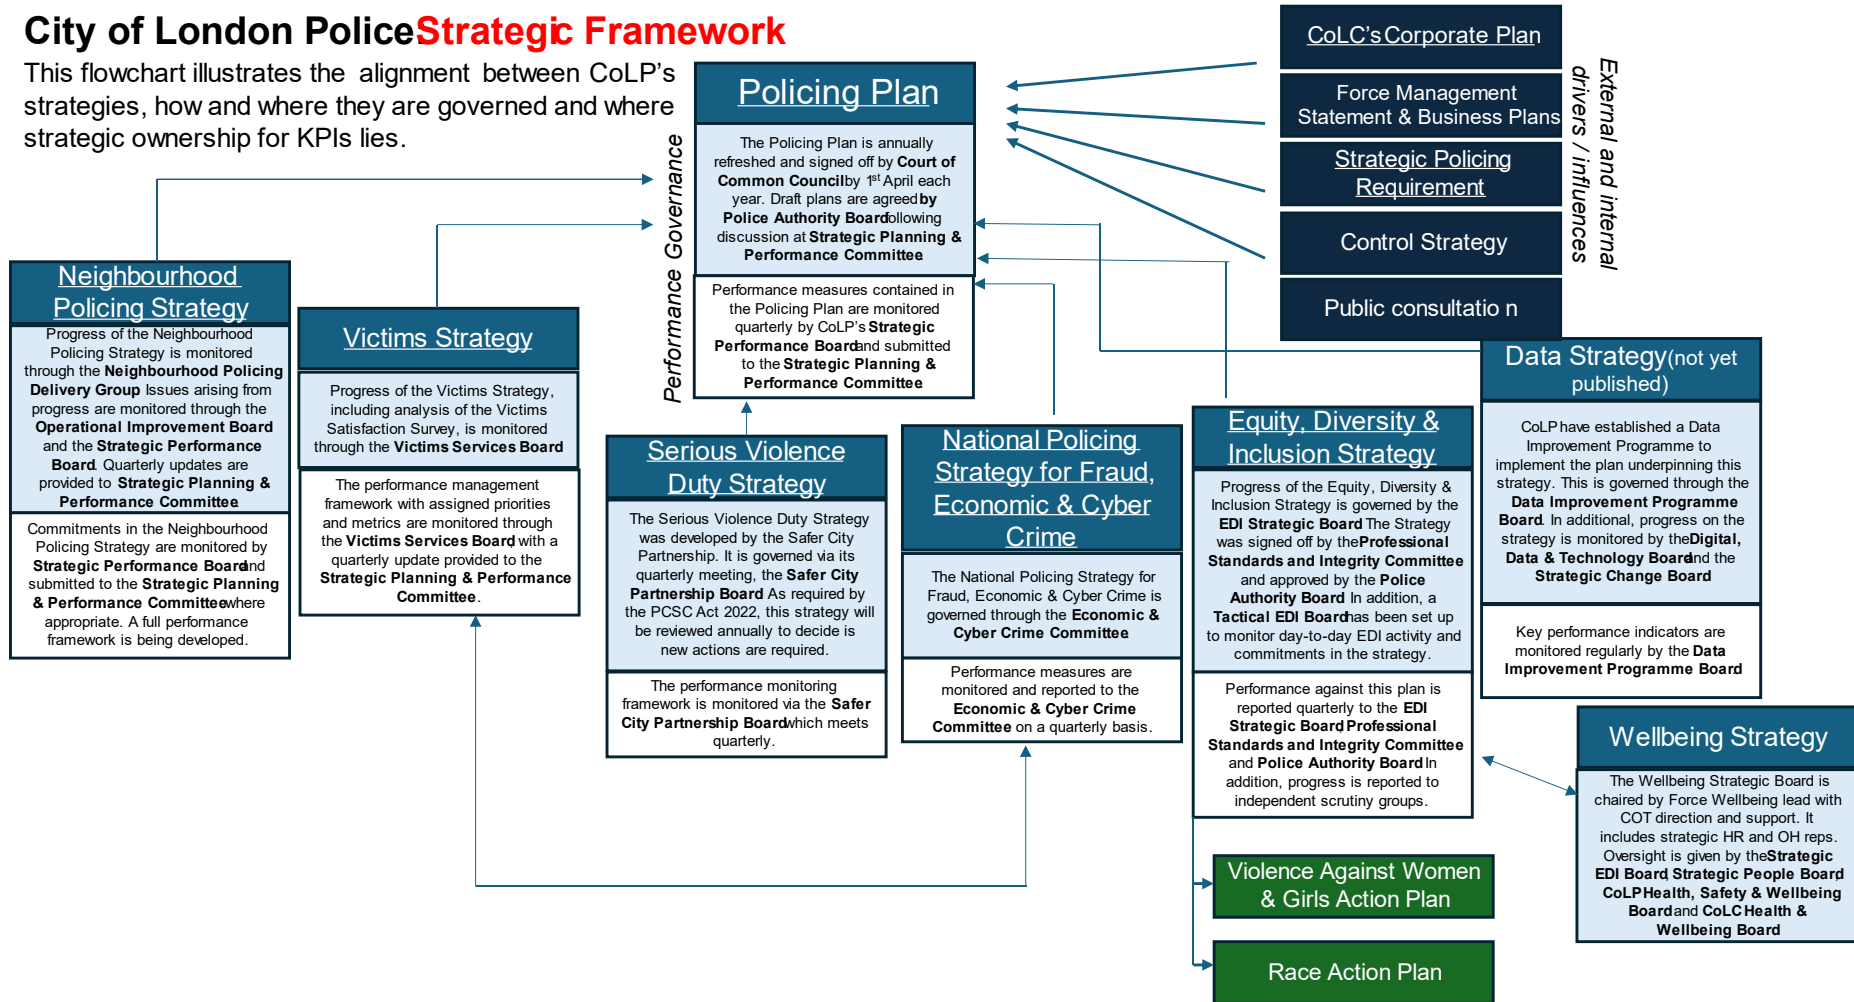 City of London Police Strategic Framework
This flowchart illustrates the alignment between CoLP's
strategies, how and where they are governed and where
strategic ownership for KPIs lies.
Policing Plan
Governance
The Policing Plan is annually
refreshed and signed off by Court of
Common Council by 1st April each
year. Draft plans are agreed by
Police Authority Board following
discussion at Strategic Planning &
Performance Committee
Performance
Performance measures contained in
the Policing Plan are monitored
quarterly by CoLP's Strategic
Performance Board and submitted
to the Strategic Planning &
Performance Committee
CoLC's Corporate Plan
Force Management
Statement & Business Plans
Strategic Policing
Requirement
Control Strategy
Public consultatio n
External and internal
drivers / influences
Neighbourhood
Policing Strategy
Progress of the Neighbourhood
Policing Strategy is monitored
through the Neighbourhood Policing
Delivery Group Issues arising from
progress are monitored through the
Operational Improvement Board
and the Strategic Performance
Board. Quarterly updates are
provided to Strategic Planning &
Performance Committee.
Commitments in the Neighbourhood
Policing Strategy are monitored by
Strategic Performance Board and
submitted to the Strategic Planning
& Performance Committee where
appropriate. A full performance
framework is being developed.
Victims Strategy
Progress of the Victims Strategy,
including analysis of the Victims
Satisfaction Survey, is monitored
through the Victims Services Board
The performance management
framework with assigned priorities
and metrics are monitored through
the Victims Services Board, with a
quarterly update provided to the
Strategic Planning & Performance
Committee.
Serious Violence
Duty Strategy
The Serious Violence Duty Strategy
was developed by the Safer City
Partnership. It is governed via its
quarterly meeting, the Safer City
Partnership Board. As required by
the PCSC Act 2022, this strategy will
be reviewed annually to decide is
new actions are required.
The performance monitoring
framework is monitored via the Safer
City Partnership Board which meets
quarterly.
National Policing
Strategy for Fraud,
Economic & Cyber
Crime
The National Policing Strategy for
Fraud, Economic & Cyber Crime is
governed through the Economic &
Cyber Crime Committee
Performance measures are
monitored and reported to the
Economic & Cyber Crime
Committee on a quarterly basis.
Equity, Diversity &
Inclusion Strategy
Progress of the Equity, Diversity &
Inclusion Strategy is governed by the
EDI Strategic Board. The Strategy
was signed off by the Professional
Standards and Integrity Committee
and approved by the Police
Authority Board. In addition, a
Tactical EDI Board has been set up
to monitor day-to-day EDI activity and
commitments in the strategy.
Performance against this plan is
reported quarterly to the EDI
Strategic Board, Professional
Standards and Integrity Committee
and Police Authority Board. In
addition, progress is reported to
independent scrutiny groups.
Data Strategy (not yet
published)
CoLP have established a Data
Improvement Programme to
implement the plan underpinning this
strategy. This is governed through the
Data Improvement Programme
Board. In additional, progress on the
strategy is monitored by the Digital,
Data & Technology Board and the
Strategic Change Board
Key performance indicators are
monitored regularly by the Data
Improvement Programme Board
Wellbeing Strategy
The Wellbeing Strategic Board is
chaired by Force Wellbeing lead with
COT direction and support. It
includes strategic HR and OH reps.
Oversight is given by the Strategic
EDI Board, Strategic People Board,
CoLP Health, Safety & Wellbeing
Board and CoLC Health &
Wellbeing Board
Violence Against Women
& Girls Action Plan
Race Action Plan